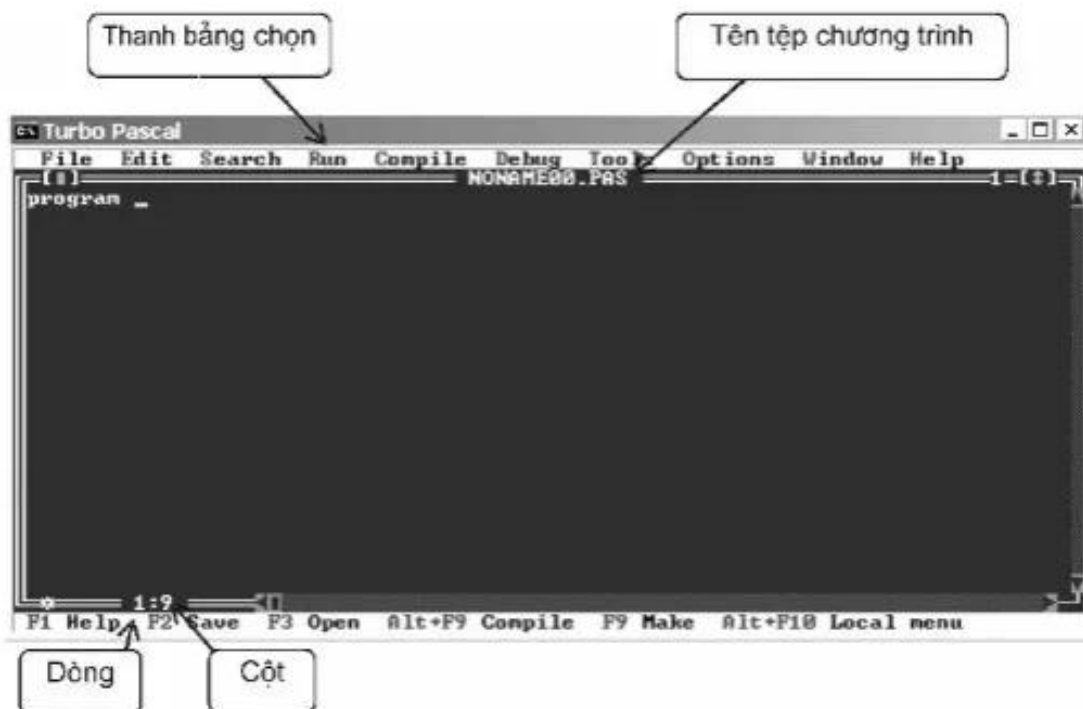 Thanh bảng chọn
Tên tệp chương trình
Turbo Pascal
File Edit Search Run Compile Debug Tools Options Window Help
NONAME00.PAS 1=[↕]
program _
1:9
F1 Help F2 Save F3 Open Alt+F9 Compile F9 Make Alt+F10 Local menu
Dòng Cột